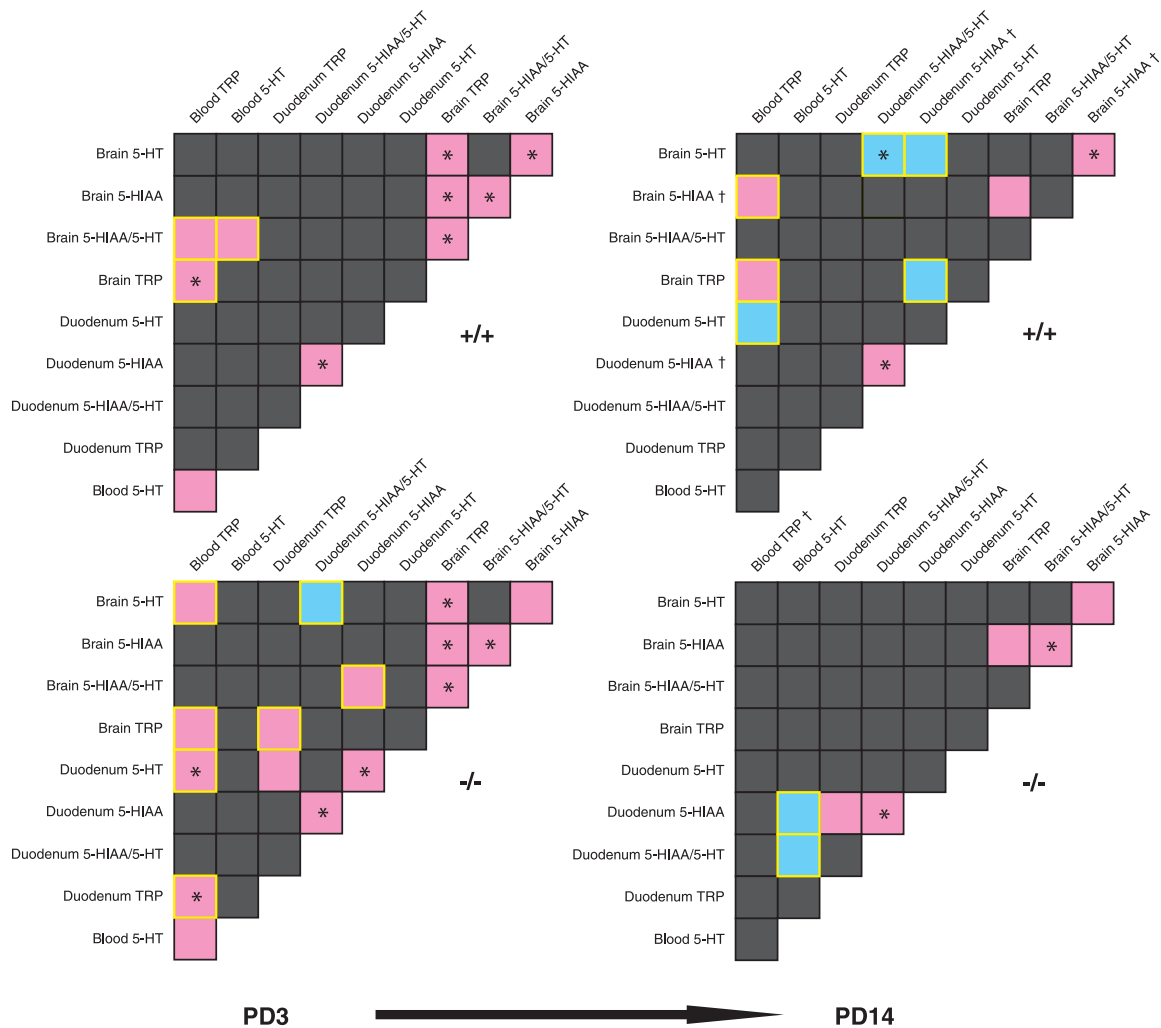 Blood TRP
Blood 5-HT
Duodenum TRP
Duodenum 5-HIAA/5-HT
Duodenum 5-HIAA
Duodenum 5-HT
Brain TRP
Brain 5-HIAA/5-HT
Brain 5-HIAA
Brain 5-HT
* *
Brain 5-HIAA
* *
Brain 5-HIAA/5-HT
*
Brain TRP
*
Duodenum 5-HT
+/+
Duodenum 5-HIAA
*
Duodenum 5-HIAA/5-HT
Duodenum TRP
Blood 5-HT
Blood TRP
Blood 5-HT
Duodenum TRP
Duodenum 5-HIAA/5-HT
Duodenum 5-HIAA †
Duodenum 5-HT
Brain TRP
Brain 5-HIAA/5-HT
Brain 5-HIAA †
Brain 5-HT
* *
Brain 5-HIAA †
Brain 5-HIAA/5-HT
Brain TRP
Duodenum 5-HT
+/+
Duodenum 5-HIAA †
*
Duodenum 5-HIAA/5-HT
Duodenum TRP
Blood 5-HT
Blood TRP
Blood 5-HT
Duodenum TRP
Duodenum 5-HIAA/5-HT
Duodenum 5-HIAA
Duodenum 5-HT
Brain TRP
Brain 5-HIAA/5-HT
Brain 5-HIAA
Brain 5-HT
*
Brain 5-HIAA
* *
Brain 5-HIAA/5-HT
*
Brain TRP
Duodenum 5-HT
* *
-/-
Duodenum 5-HIAA
*
Duodenum 5-HIAA/5-HT
Duodenum TRP
*
Blood 5-HT
Blood TRP †
Blood 5-HT
Duodenum TRP
Duodenum 5-HIAA/5-HT
Duodenum 5-HIAA
Duodenum 5-HT
Brain TRP
Brain 5-HIAA/5-HT
Brain 5-HIAA
Brain 5-HT
Brain 5-HIAA
*
Brain 5-HIAA/5-HT
Brain TRP
Duodenum 5-HT
-/-
Duodenum 5-HIAA
*
Duodenum 5-HIAA/5-HT
Duodenum TRP
Blood 5-HT
PD3
PD14